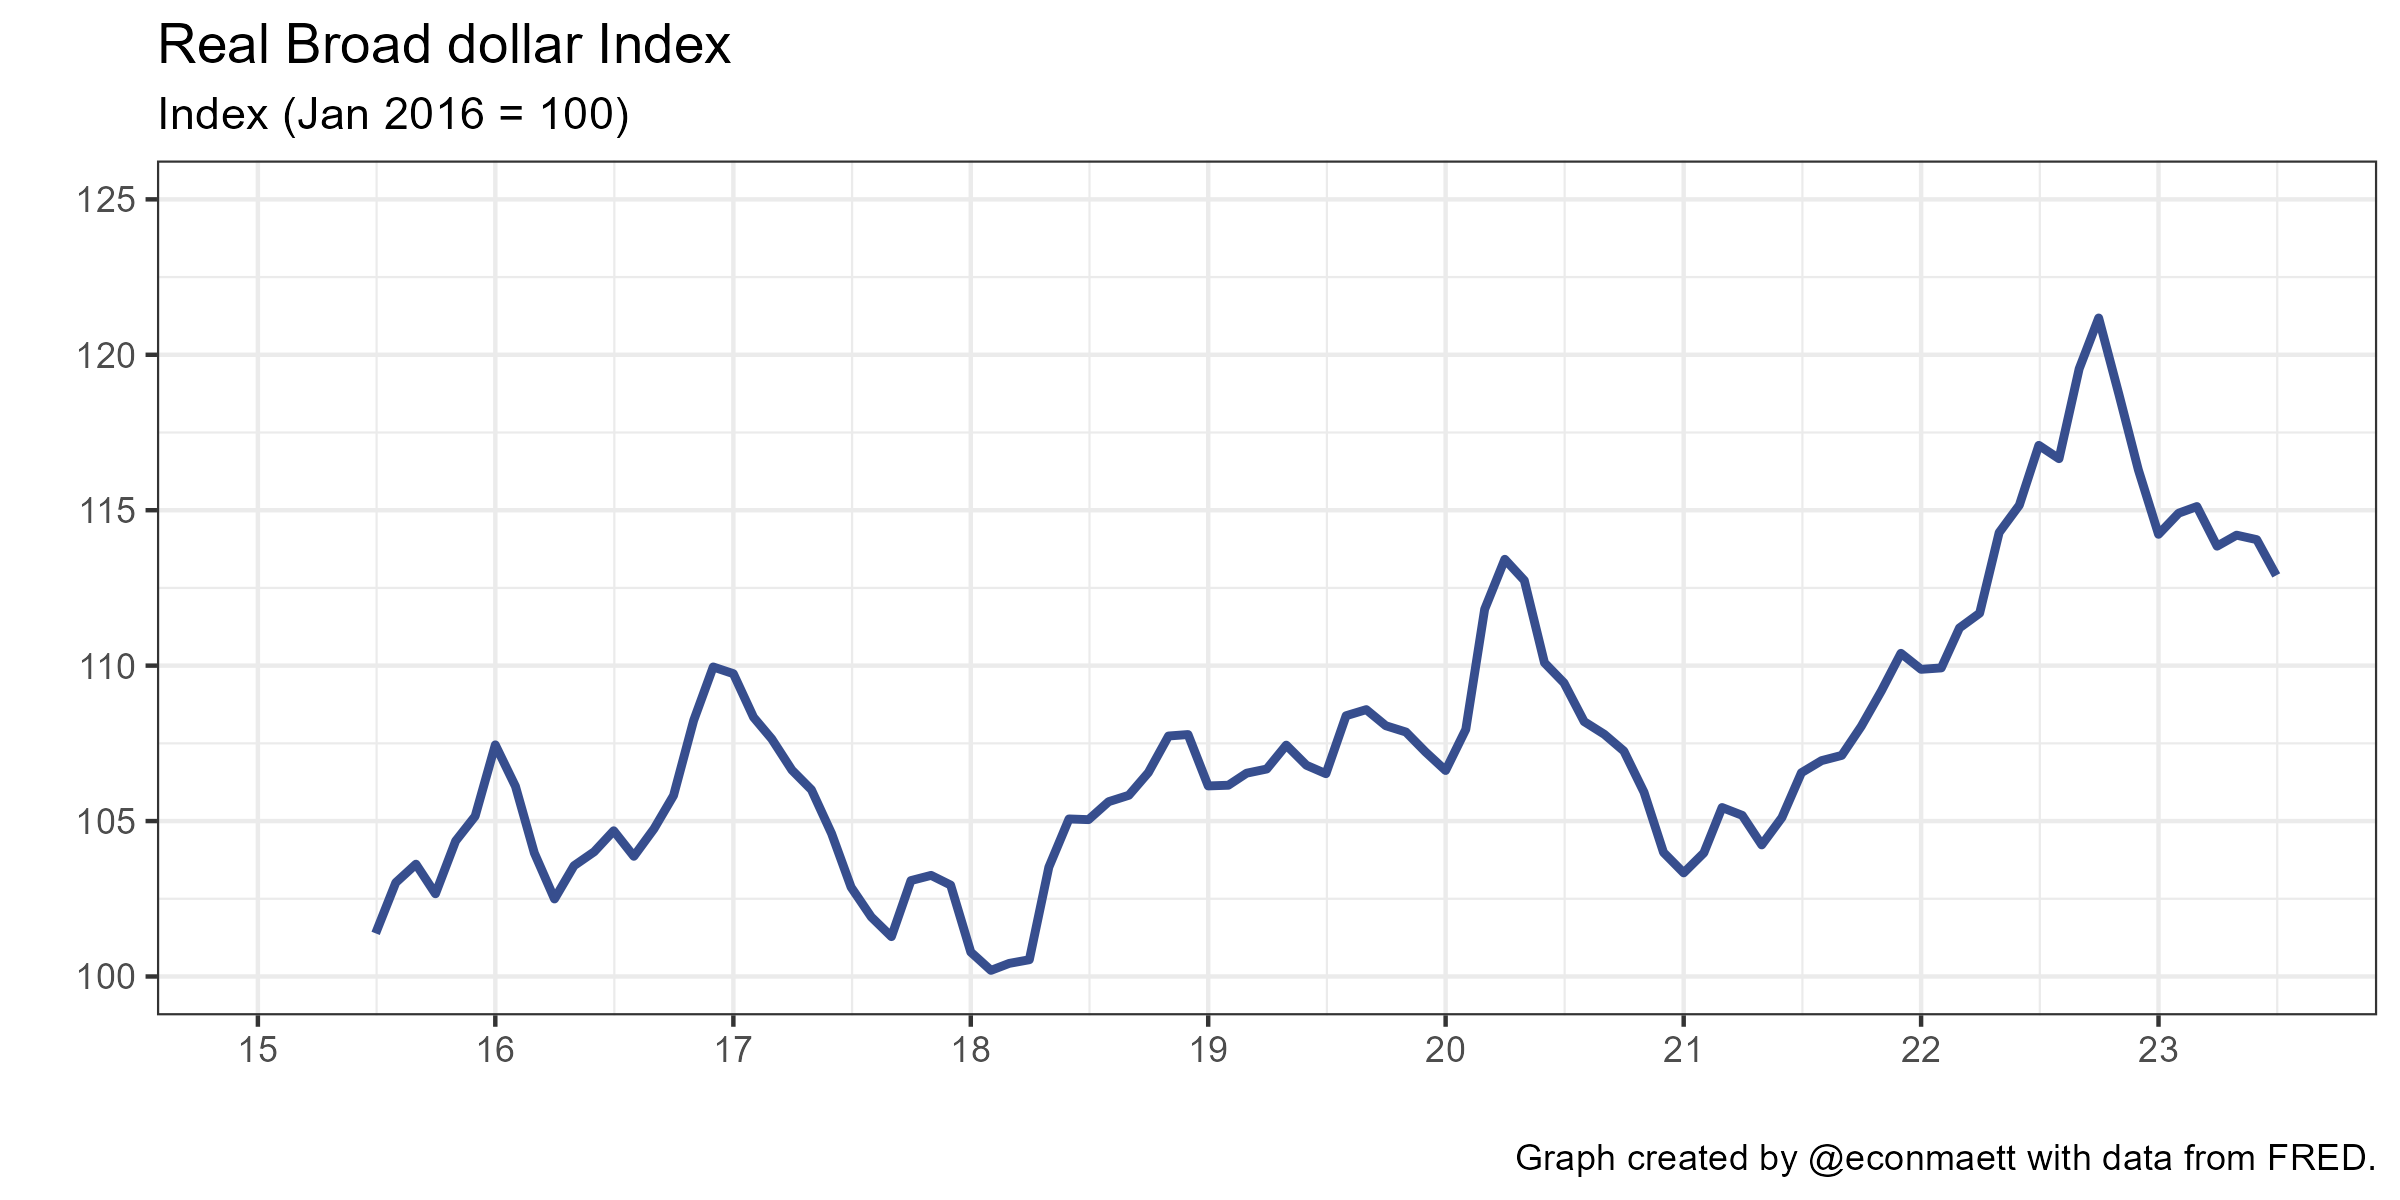 Real Broad dollar Index
Index (Jan 2016 = 100)
125
120
115
110
105
100
15 16 17 18 19 20 21 22 23
Graph created by @econmaett with data from FRED.